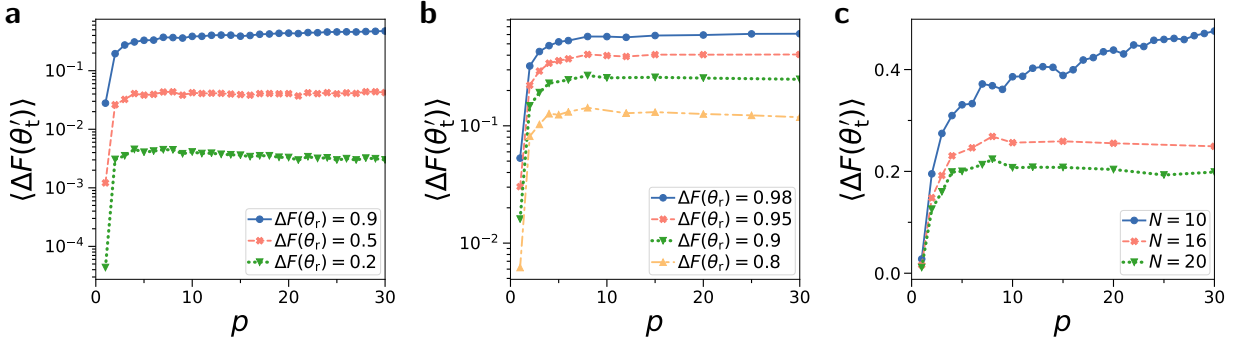 a
⟨ΔF(θ′t)⟩
10⁻¹
10⁻²
10⁻³
10⁻⁴
ΔF(θr) = 0.9
ΔF(θr) = 0.5
ΔF(θr) = 0.2
0 10 20 30
p
b
⟨ΔF(θ′t)⟩
10⁻¹
10⁻²
ΔF(θr) = 0.98
ΔF(θr) = 0.95
ΔF(θr) = 0.9
ΔF(θr) = 0.8
0 10 20 30
p
c
⟨ΔF(θ′t)⟩
0.4
0.2
0.0
N = 10
N = 16
N = 20
0 10 20 30
p